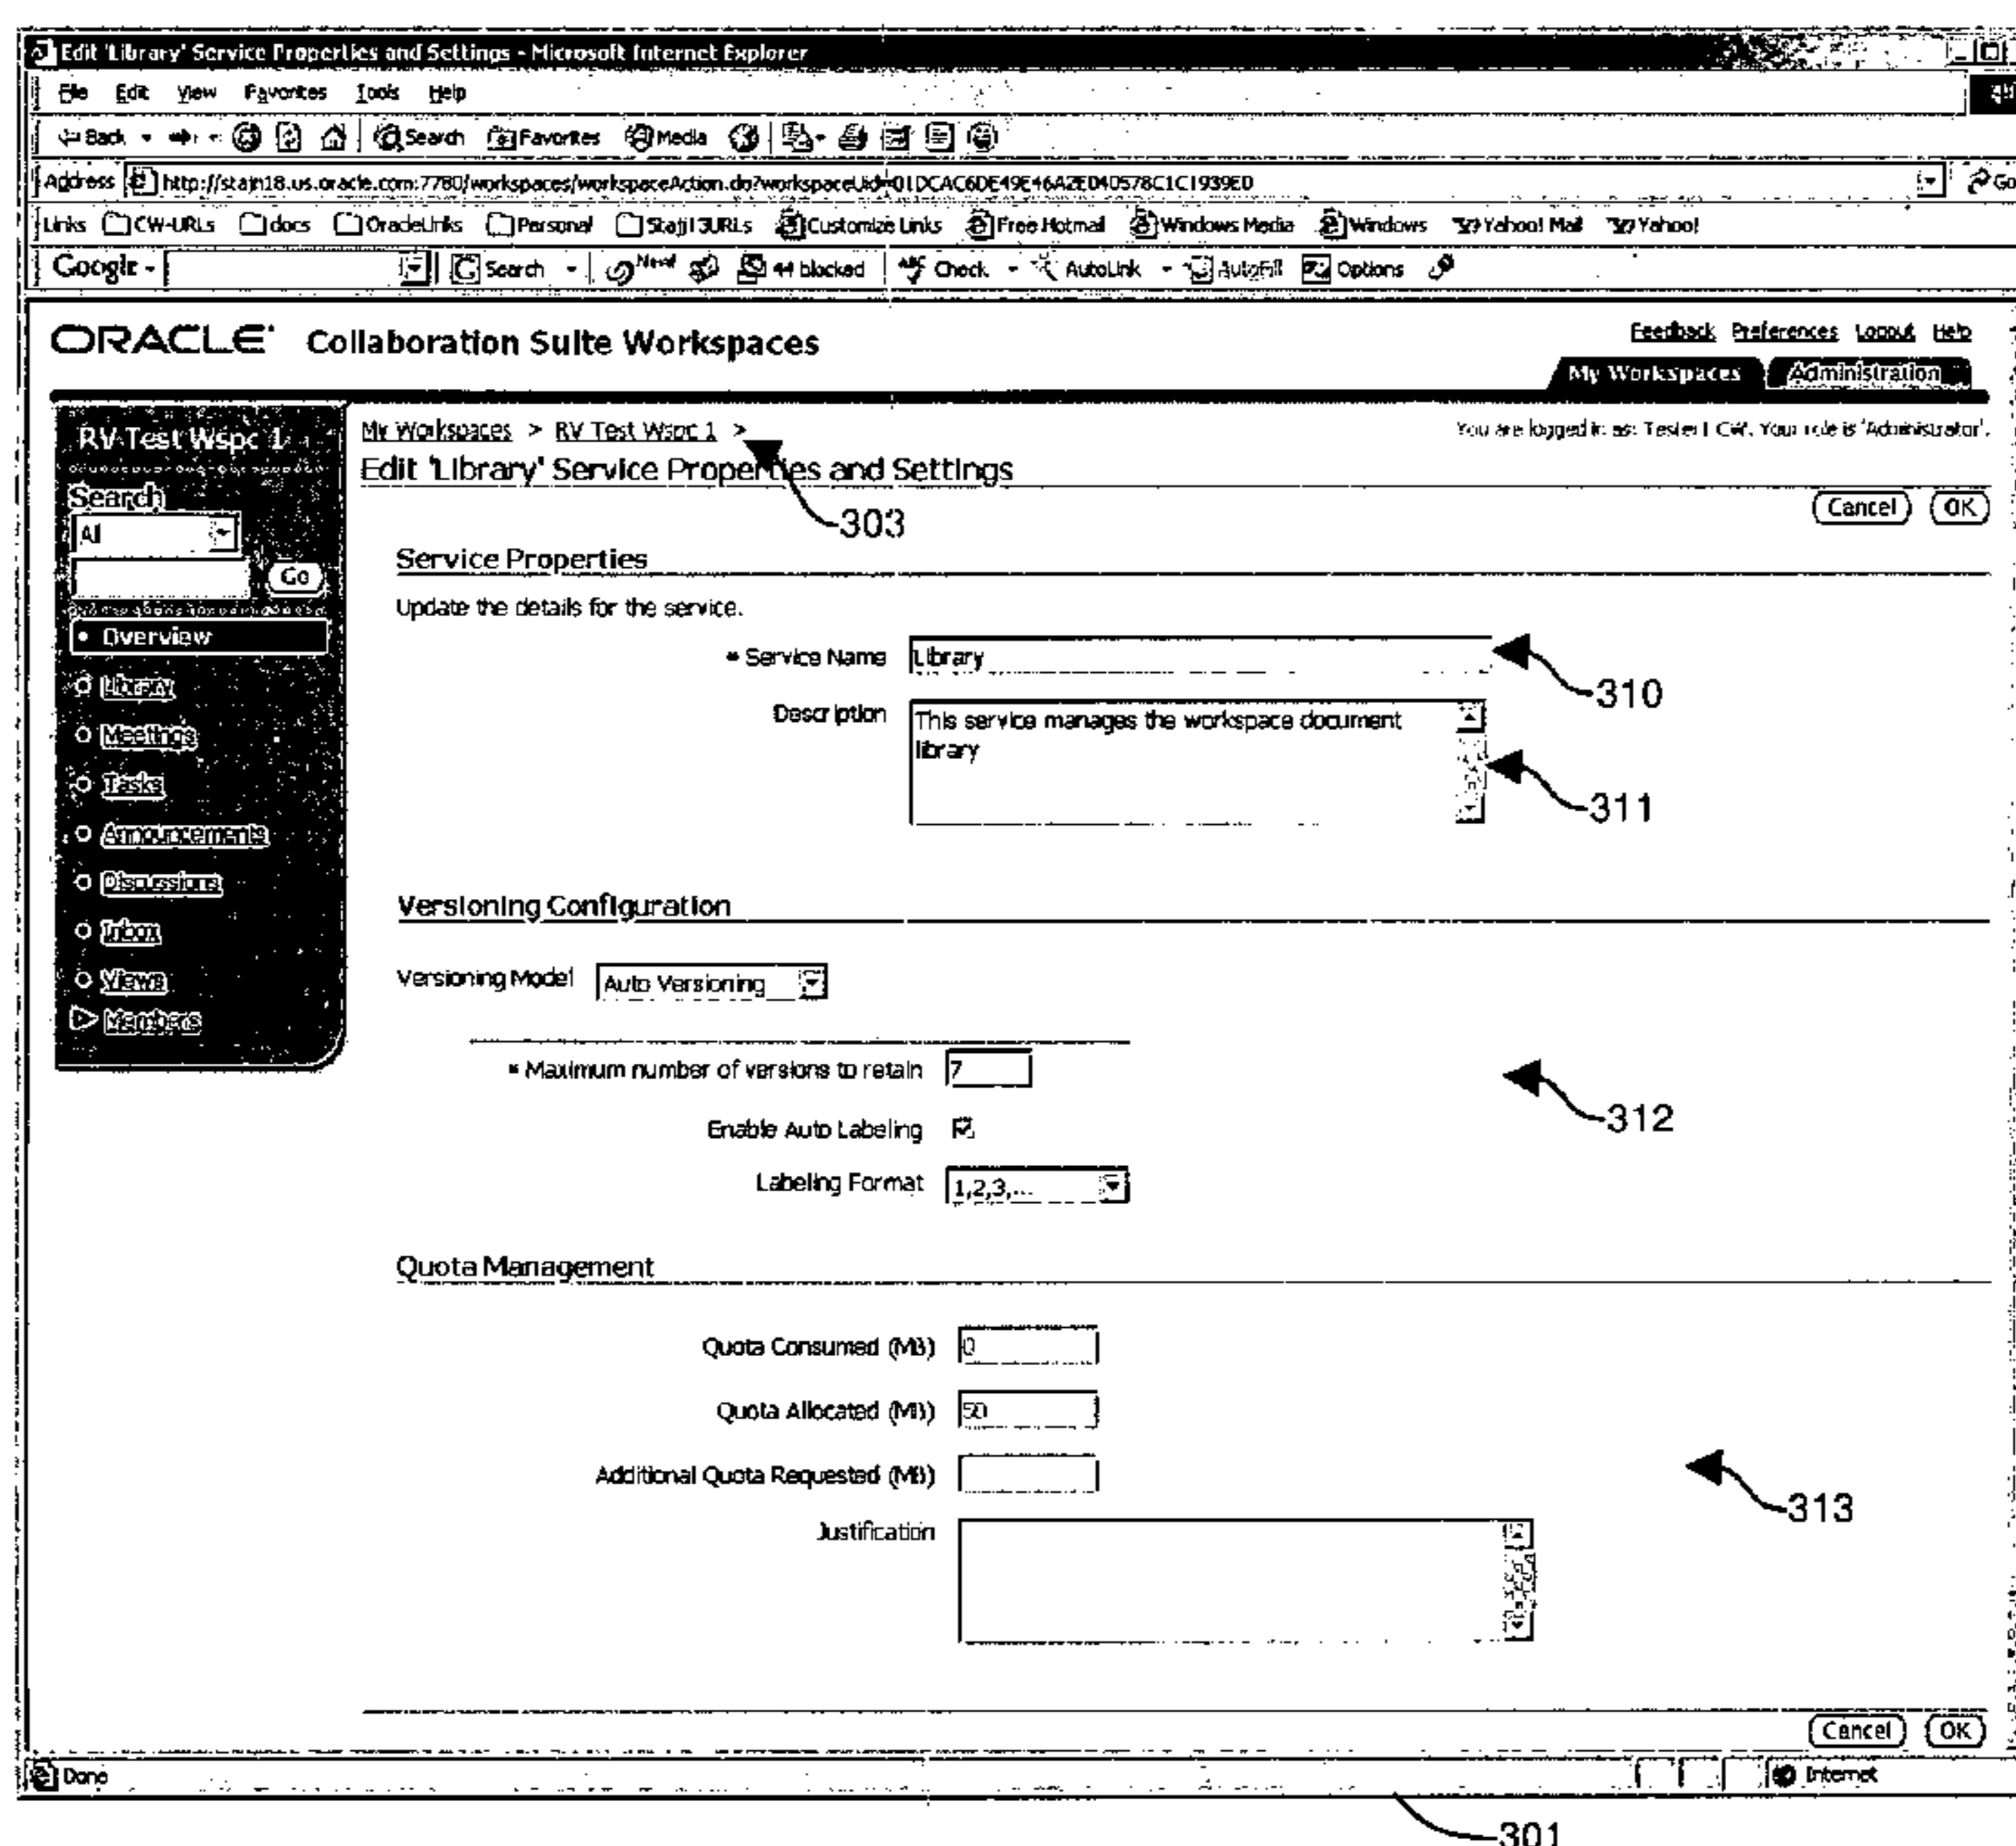 Edit 'Library' Service Properties and Settings - Microsoft Internet Explorer
File Edit View Favorites Tools Help
Back Search Favorites Media
Address http://stajn18.us.oracle.com:7780/workspaces/workspaceAction.do?workspaceUid=01DCAC6DE49E46A2E040578C1C1939E0 Go
Links CW-URLs docs OracleLinks Personal Customize Links Free Hotmail Windows Media Windows Yahoo! Mail Yahoo!
Google - Search New! 44 blocked ABC Check AutoLink AutoFill Options
ORACLE Collaboration Suite Workspaces
Feedback Preferences Logout Help
My Workspaces Administration
RV Test Wspc 1
My Workspaces > RV Test Wspc 1 >
You are logged in as: Tester1 CW. Your role is 'Administrator'.
Edit 'Library' Service Properties and Settings
303
Cancel OK
Search
All
Go
Overview
Library
Meetings
Tasks
Announcements
Discussions
Inbox
Views
Members
Service Properties
Update the details for the service.
* Service Name Library
310
Description This service manages the workspace document
library
311
Versioning Configuration
Versioning Model Auto Versioning
* Maximum number of versions to retain 7
312
Enable Auto Labeling
Labeling Format 1,2,3,...
Quota Management
Quota Consumed (MB) 0
Quota Allocated (MB) 50
Additional Quota Requested (MB)
313
Justification
Cancel OK
Done Internet
301